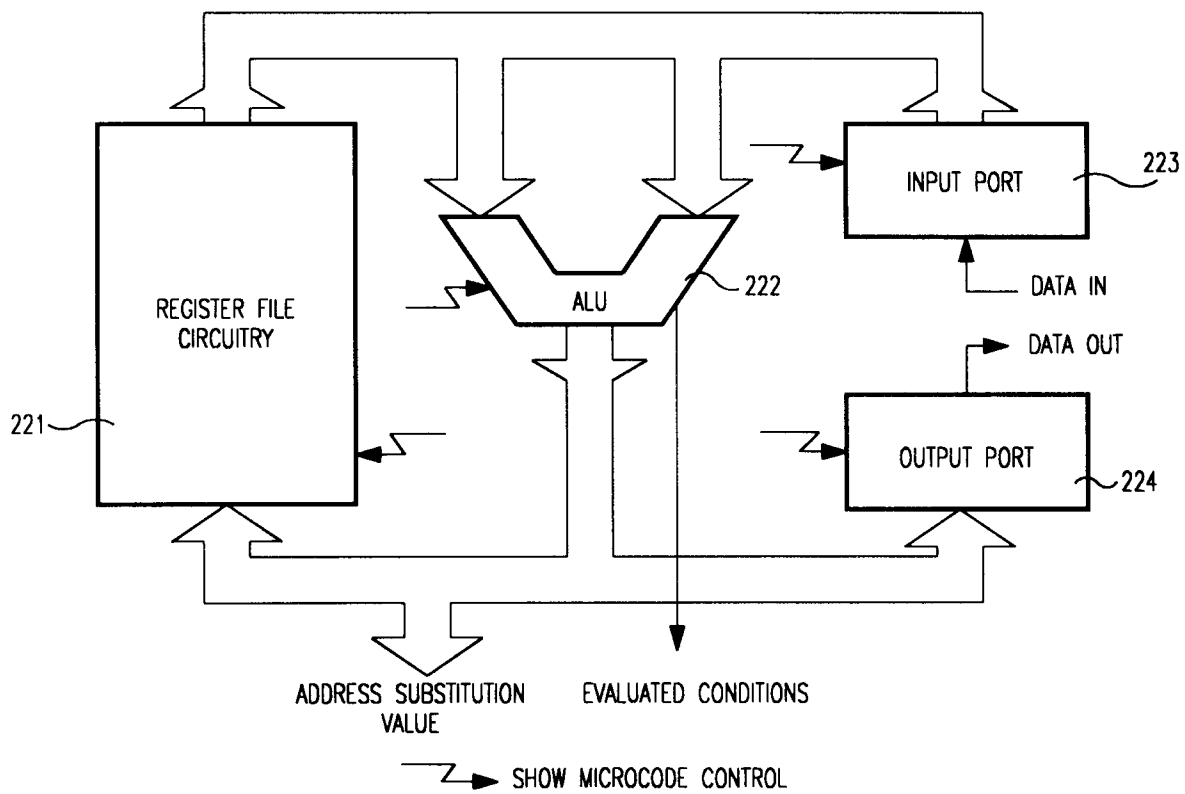 INPUT PORT
223
REGISTER FILE
CIRCUITRY
ALU
222
DATA IN
DATA OUT
221
OUTPUT PORT
224
ADDRESS SUBSTITUTION
VALUE
EVALUATED CONDITIONS
SHOW MICROCODE CONTROL